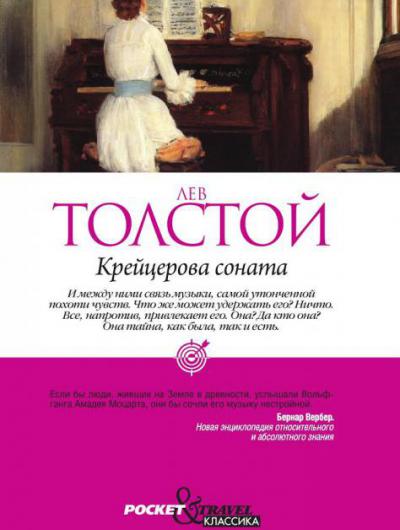 ЛЕВ
ТОЛСТОЙ
Крейцерова соната
И между ними связь музыки, самой утонченной
похоти чувств. Что же может удержать его? Ничто.
Все, напротив, привлекает его. Она? Да кто она?
Она тайна, как была, так и есть.
Если бы люди, жившие на Земле в древности, услышали Вольф-
ганга Амадея Моцарта, они бы сочли его музыку нестройной.
Бернар Вербер.
Новая энциклопедия относительного
и абсолютного знания
POCKET & TRAVEL
КЛАССИКА